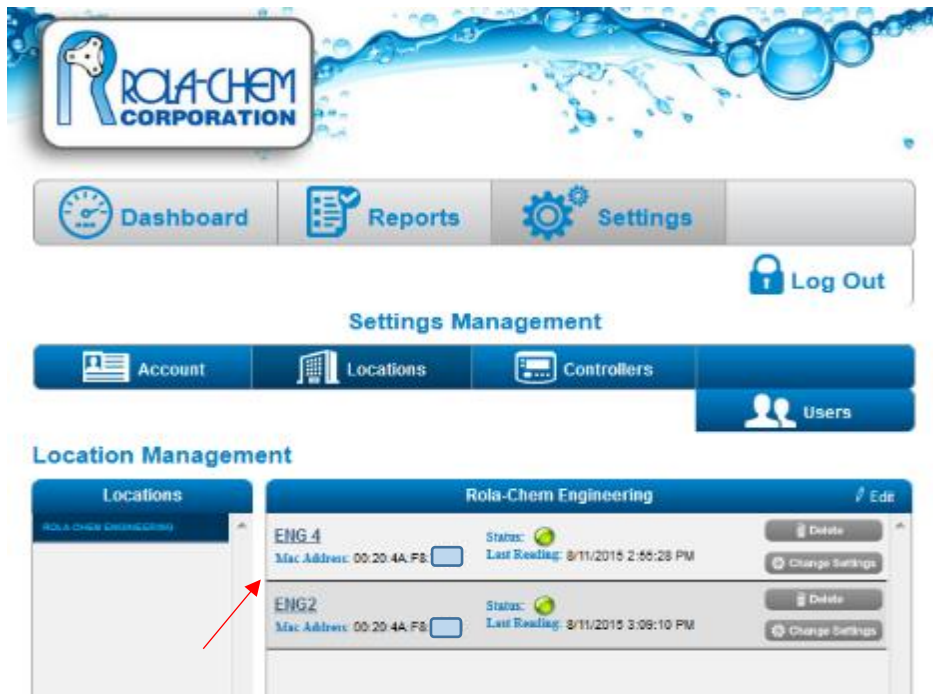 ROLA-CHEM
CORPORATION
Dashboard
Reports
Settings
Log Out
Settings Management
Account
Locations
Controllers
Users
Location Management
Locations
Rola-Chem Engineering
Edit
ROLA-CHEM ENGINEERING
ENG 4
Status:
Delete
Mac Address: 00:20:4A:F8:
Last Reading: 8/11/2015 2:55:28 PM
Change Settings
ENG2
Status:
Delete
Mac Address: 00:20:4A:F8:
Last Reading: 8/11/2015 3:09:10 PM
Change Settings